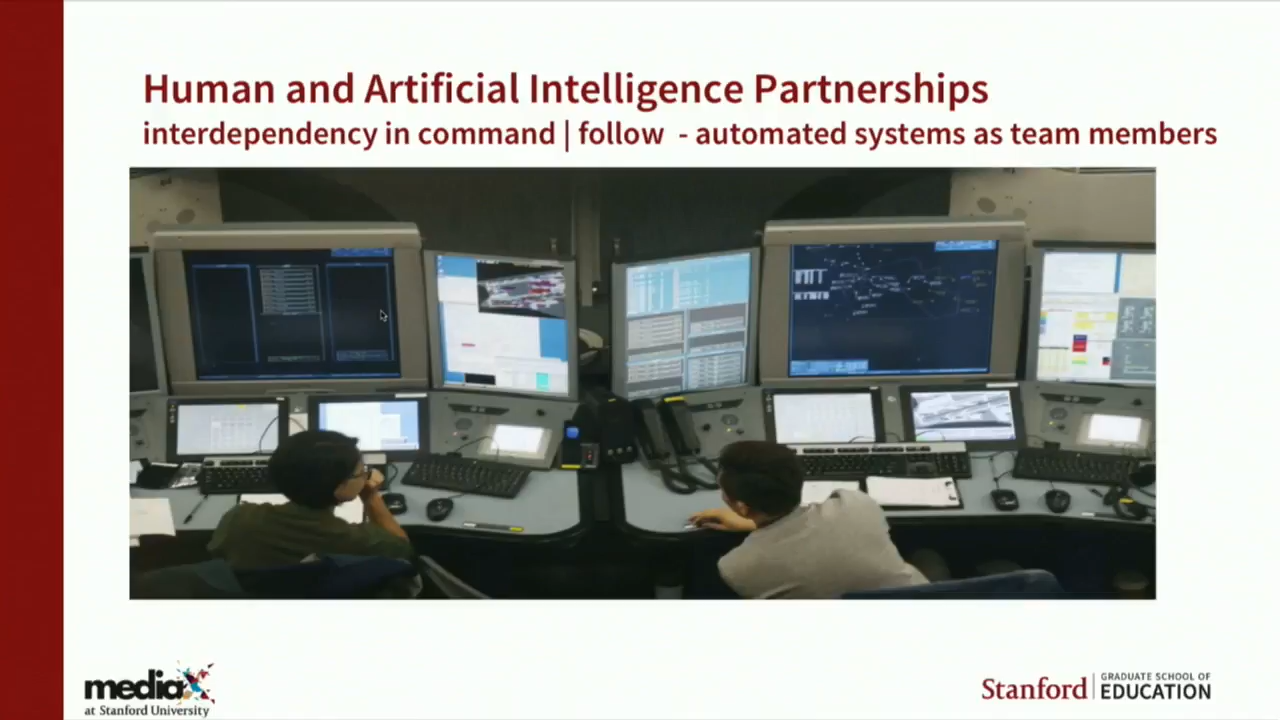 Human and Artificial Intelligence Partnerships
interdependency in command | follow - automated systems as team members
mediaX
at Stanford University
Stanford
GRADUATE SCHOOL OF
EDUCATION